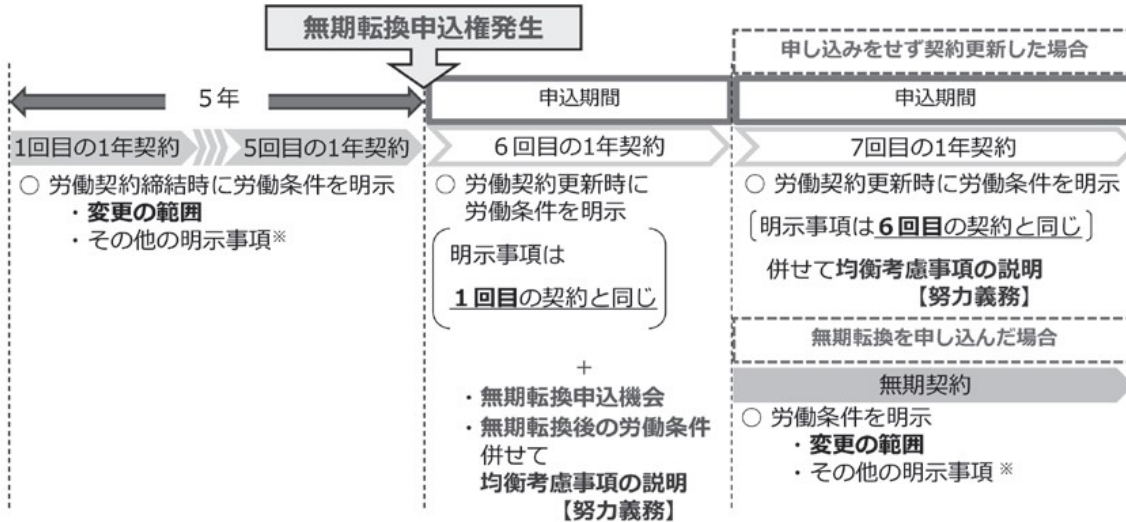 無期転換申込権発生
5年
1回目の1年契約
5回目の1年契約
○ 労働契約締結時に労働条件を明示
・変更の範囲
・その他の明示事項※
申込期間
6回目の1年契約
○ 労働契約更新時に
労働条件を明示
明示事項は
1回目の契約と同じ
+
・無期転換申込機会
・無期転換後の労働条件
併せて
均衡考慮事項の説明
【努力義務】
申し込みをせず契約更新した場合
申込期間
7回目の1年契約
○ 労働契約更新時に労働条件を明示
〔明示事項は6回目の契約と同じ〕
併せて均衡考慮事項の説明
【努力義務】
無期転換を申し込んだ場合
無期契約
○ 労働条件を明示
・変更の範囲
・その他の明示事項※